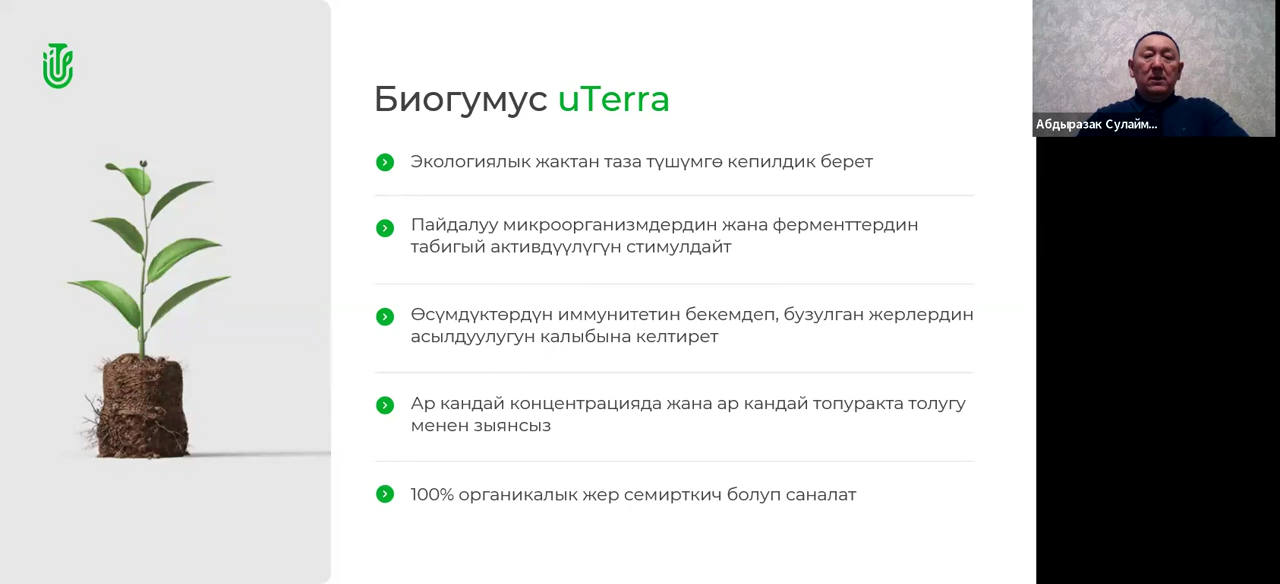 Биогумус uTerra
Экологиялык жактан таза түшүмгө кепилдик берет
Пайдалуу микроорганизмдердин жана ферменттердин
табигый активдүүлүгүн стимулдайт
Өсүмдүктөрдүн иммунитетин бекемдеп, бузулган жерлердин
асылдуулугун калыбына келтирет
Ар кандай концентрацияда жана ар кандай топуракта толугу
менен зыянсыз
100% органикалык жер семирткич болуп саналат
Абдыразак Сулайм...